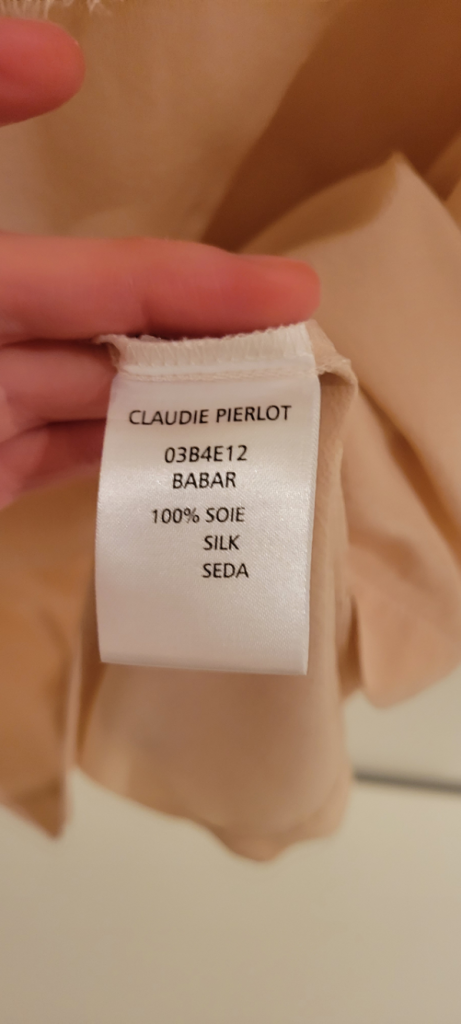 CLAUDIE PIERLOT
03B4E12
BABAR
100% SOIE
SILK
SEDA